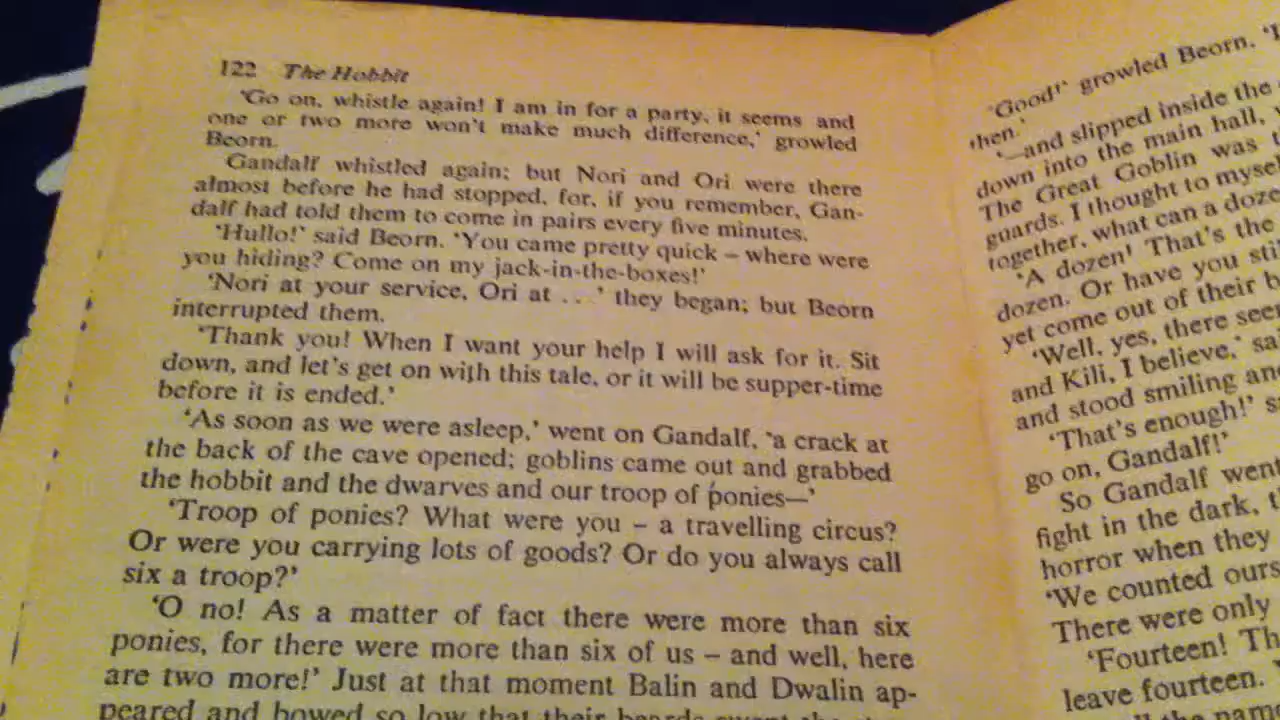 122 The Hobbit
'Go on, whistle again! I am in for a party, it seems and
one or two more won't make much difference,' growled
Beorn.
Gandalf whistled again; but Nori and Ori were there
almost before he had stopped, for, if you remember, Gan-
dalf had told them to come in pairs every five minutes.
'Hullo!' said Beorn. 'You came pretty quick – where were
you hiding? Come on my jack-in-the-boxes!'
'Nori at your service, Ori at . . .' they began; but Beorn
interrupted them.
'Thank you! When I want your help I will ask for it. Sit
down, and let's get on with this tale, or it will be supper-time
before it is ended.'
'As soon as we were asleep,' went on Gandalf, 'a crack at
the back of the cave opened; goblins came out and grabbed
the hobbit and the dwarves and our troop of ponies—'
'Troop of ponies? What were you – a travelling circus?
Or were you carrying lots of goods? Or do you always call
six a troop?'
'O no! As a matter of fact there were more than six
ponies, for there were more than six of us – and well, here
are two more!' Just at that moment Balin and Dwalin ap-
peared and bowed so low that their beards swept the
'Good!' growled Beorn.
then.'
'—and slipped inside the
down into the main hall,
The Great Goblin was
guards. I thought to
together, what can a
'A dozen! That's the
dozen. Or have you
yet come out of their
'Well, yes, there
and Kili, I believe,'
and stood smiling
'That's enough!'
go on, Gandalf!'
So Gandalf went
fight in the dark,
horror when they
'We counted
There were only
'Fourteen!
leave fourteen.
the